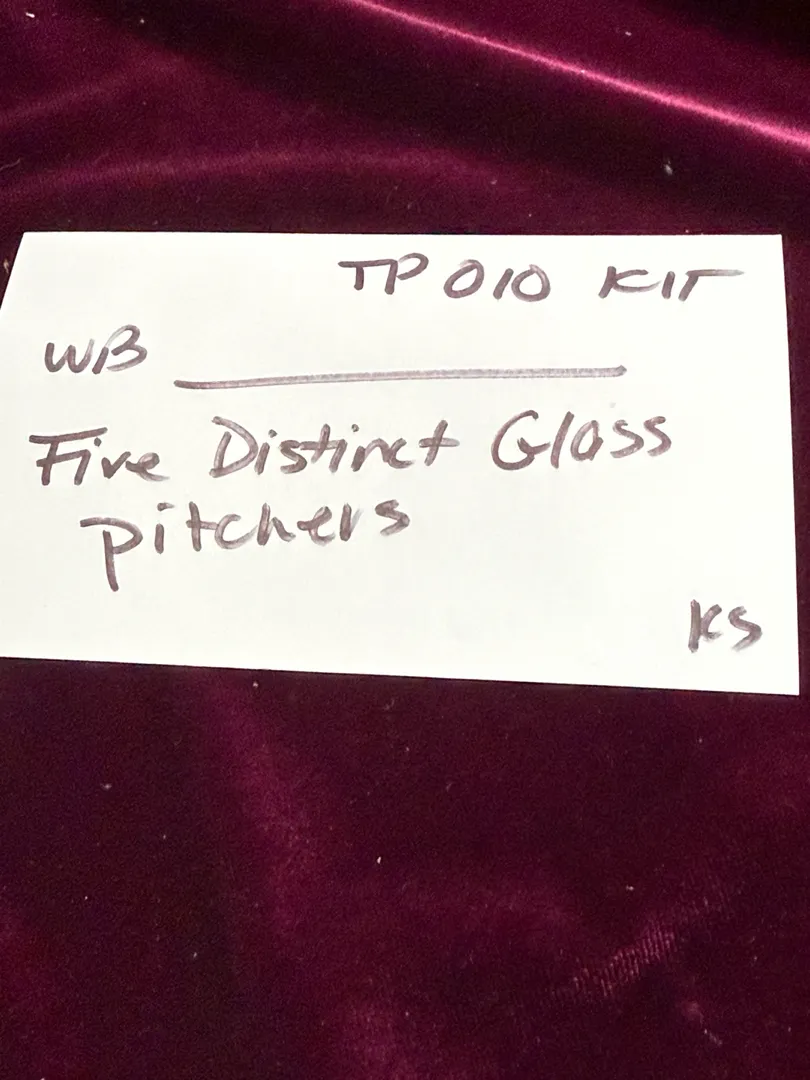 TP 010 KIT
WB
Five Distinct Glass
pitchers
KS